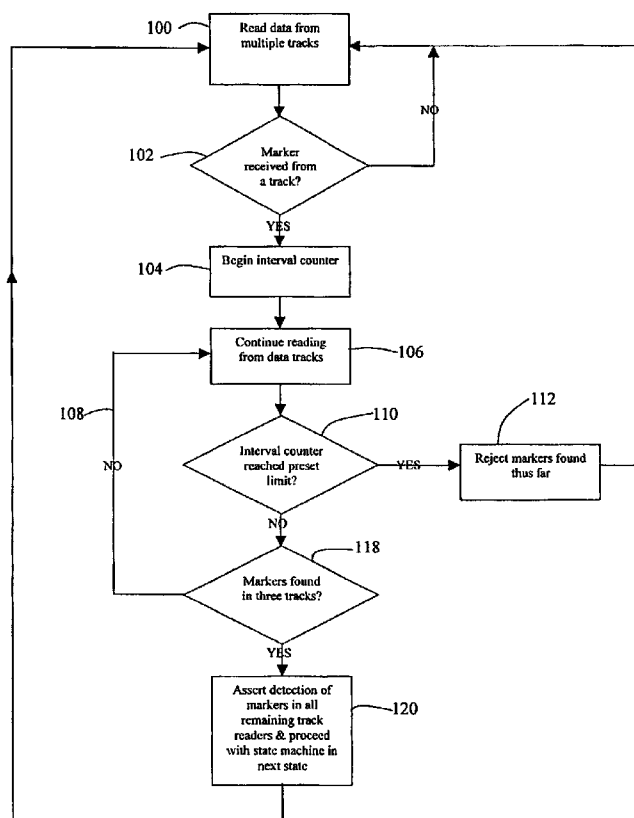 100
Read data from
multiple tracks
NO
102
Marker
received from
a track?
YES
104
Begin interval counter
Continue reading
from data tracks
106
108
NO
110
Interval counter
reached preset
limit?
YES
112
Reject markers found
thus far
NO
118
Markers found
in three tracks?
YES
Assert detection of
markers in all
remaining track
readers & proceed
with state machine in
next state
120